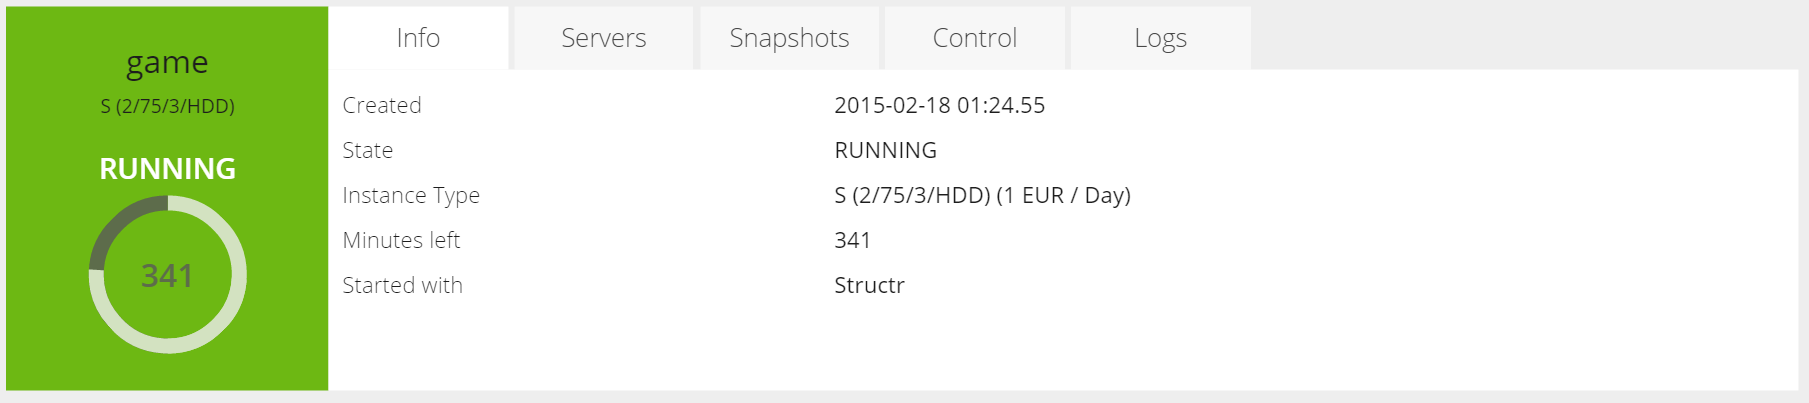 game
S (2/75/3/HDD)
RUNNING
341
Info Servers Snapshots Control Logs
Created 2015-02-18 01:24.55
State RUNNING
Instance Type S (2/75/3/HDD) (1 EUR / Day)
Minutes left 341
Started with Structr